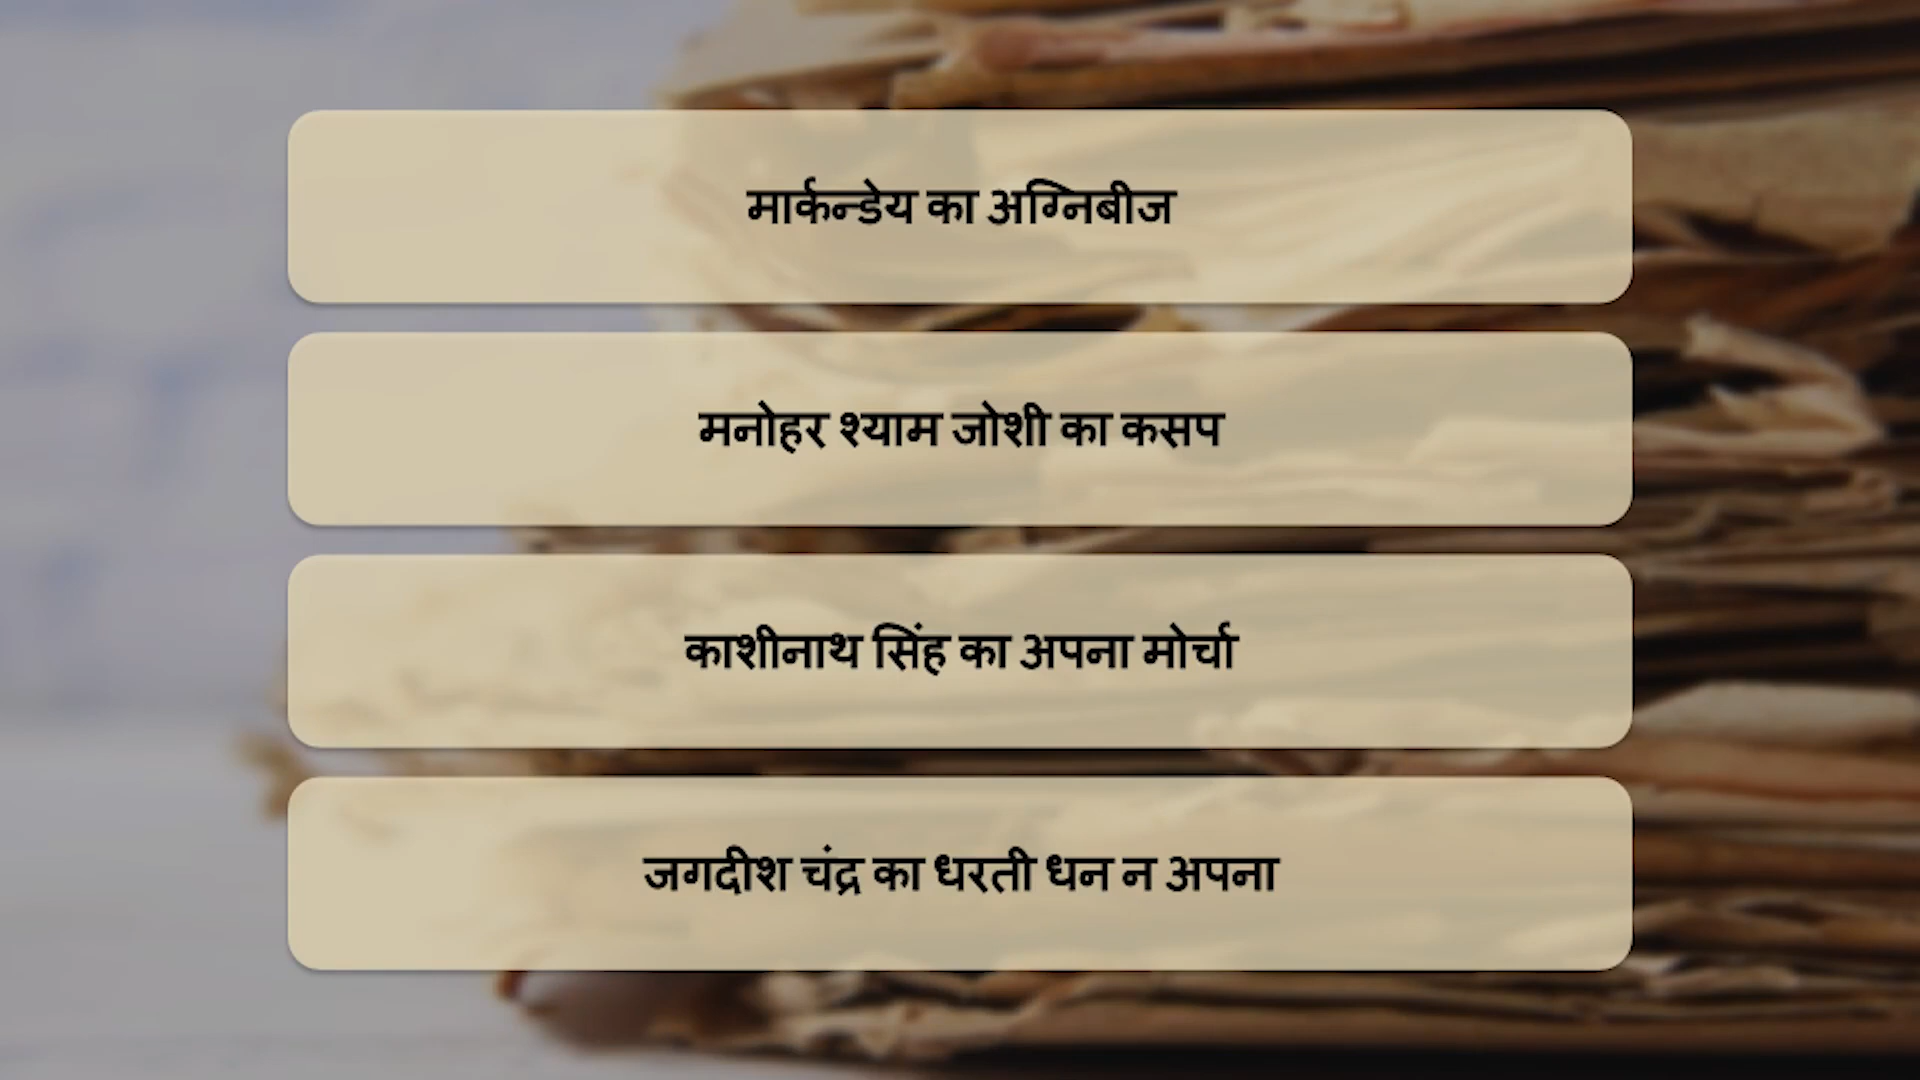 मार्कन्डेय का अग्निबीज
मनोहर श्याम जोशी का कसप
काशीनाथ सिंह का अपना मोर्चा
जगदीश चंद्र का धरती धन न अपना